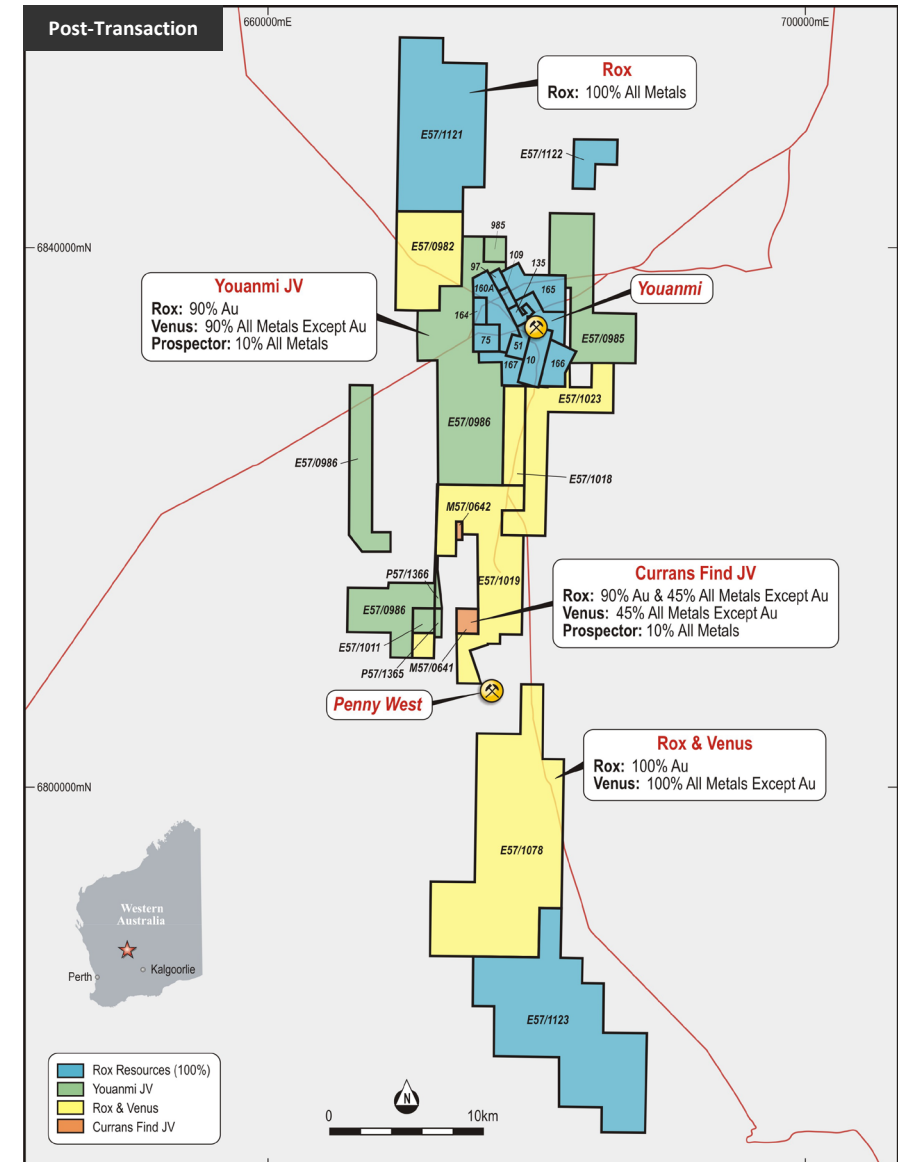 Post-Transaction
660000mE
700000mE
Rox
Rox: 100% All Metals
E57/1121
E57/1122
985
6840000mN
E57/0982
109
135
97
160A
165
Youanmi JV
Rox: 90% Au
Venus: 90% All Metals Except Au
Prospector: 10% All Metals
Youanmi
164
75
51
10
166
167
E57/0985
E57/1023
E57/0986
E57/0986
E57/1018
M57/0642
P57/1366
E57/1019
Currans Find JV
Rox: 90% Au & 45% All Metals Except Au
Venus: 45% All Metals Except Au
Prospector: 10% All Metals
E57/0986
E57/1011
P57/1365
M57/0641
Penny West
Rox & Venus
Rox: 100% Au
Venus: 100% All Metals Except Au
6800000mN
E57/1078
Western
Australia
Perth
Kalgoorlie
E57/1123
Rox Resources (100%)
Youanmi JV
Rox & Venus
Currans Find JV
N
0
10km